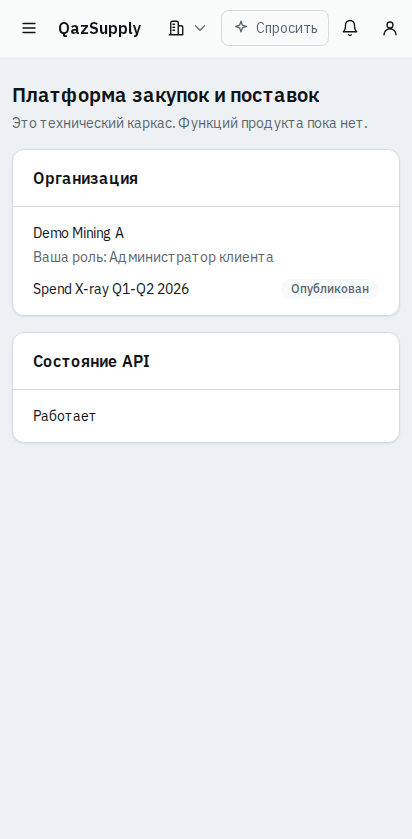 QazSupply
Спросить
Платформа закупок и поставок
Это технический каркас. Функций продукта пока нет.
Организация
Demo Mining A
Ваша роль: Администратор клиента
Spend X-ray Q1-Q2 2026
Опубликован
Состояние API
Работает